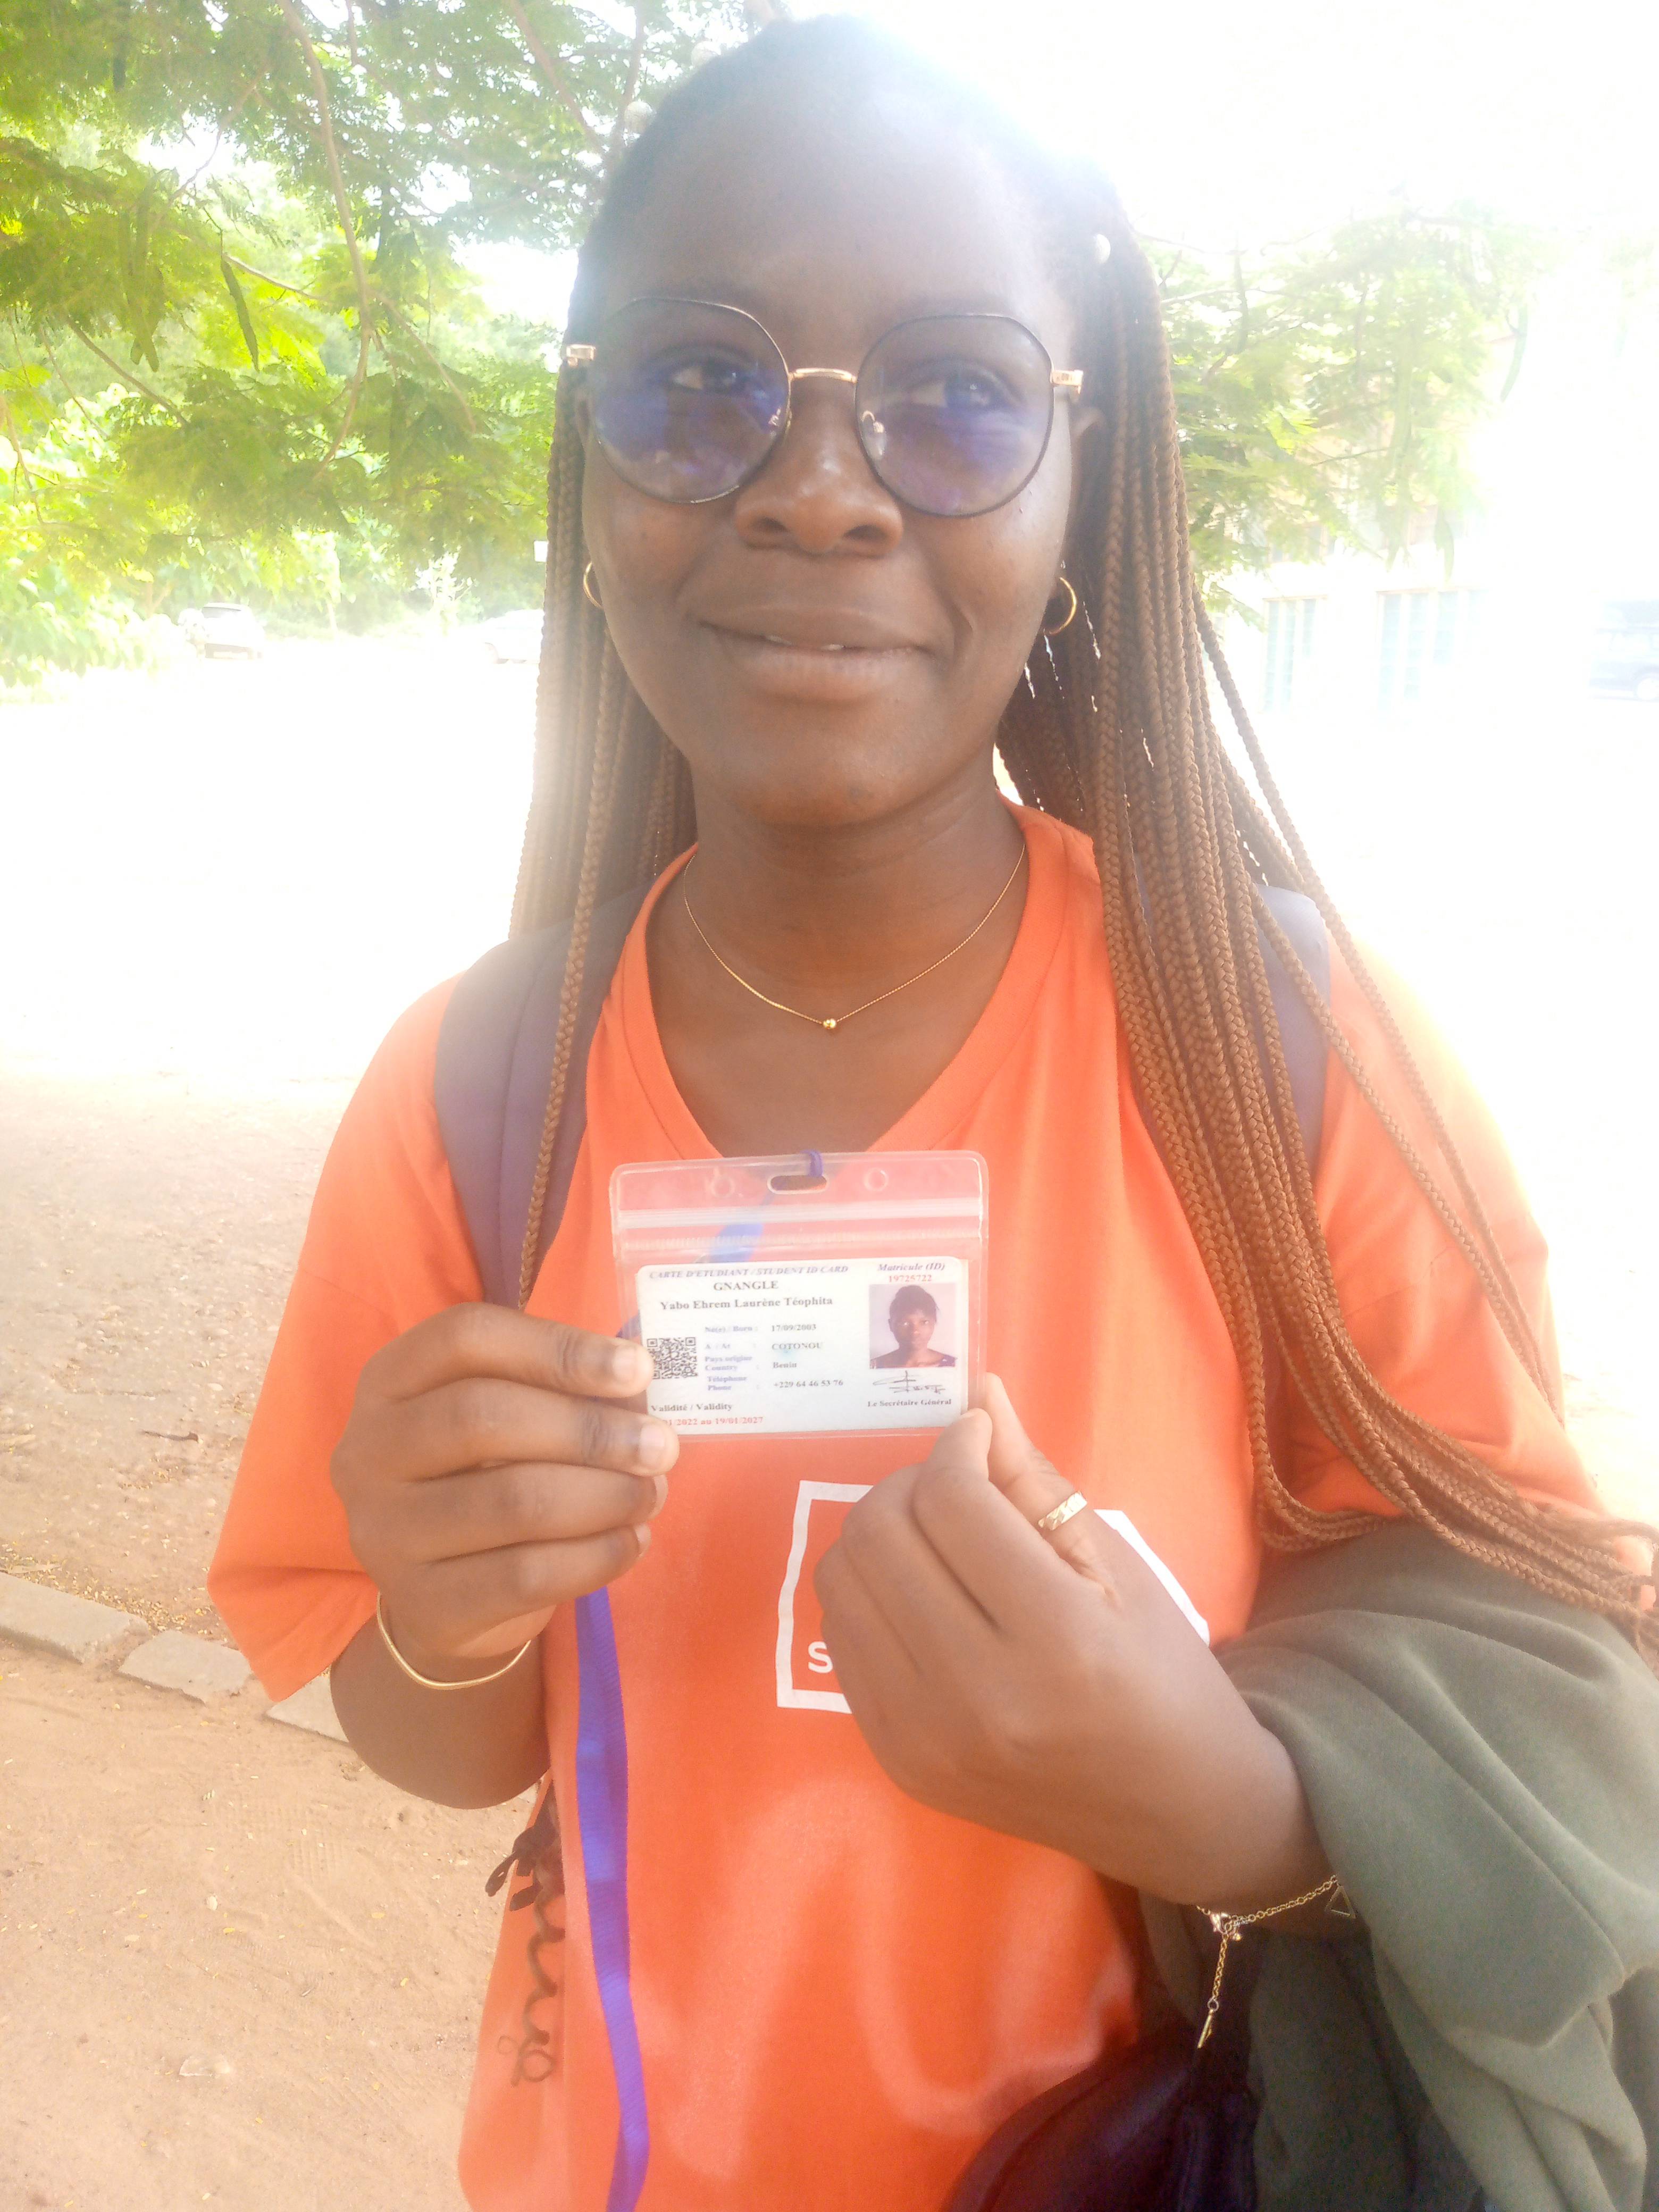 CARTE D'ETUDIANT / STUDENT ID CARD
Matricule (ID)
19725722
GNANGLE
Yabo Ehrem Laurène Téophita
Né(e) / Born : 17/09/2003
A / At : COTONOU
Pays origine
Country : Benin
Téléphone
Phone : +229 64 46 53 76
Le Secrétaire Général
Validité / Validity
01/2022 au 19/01/2027
S